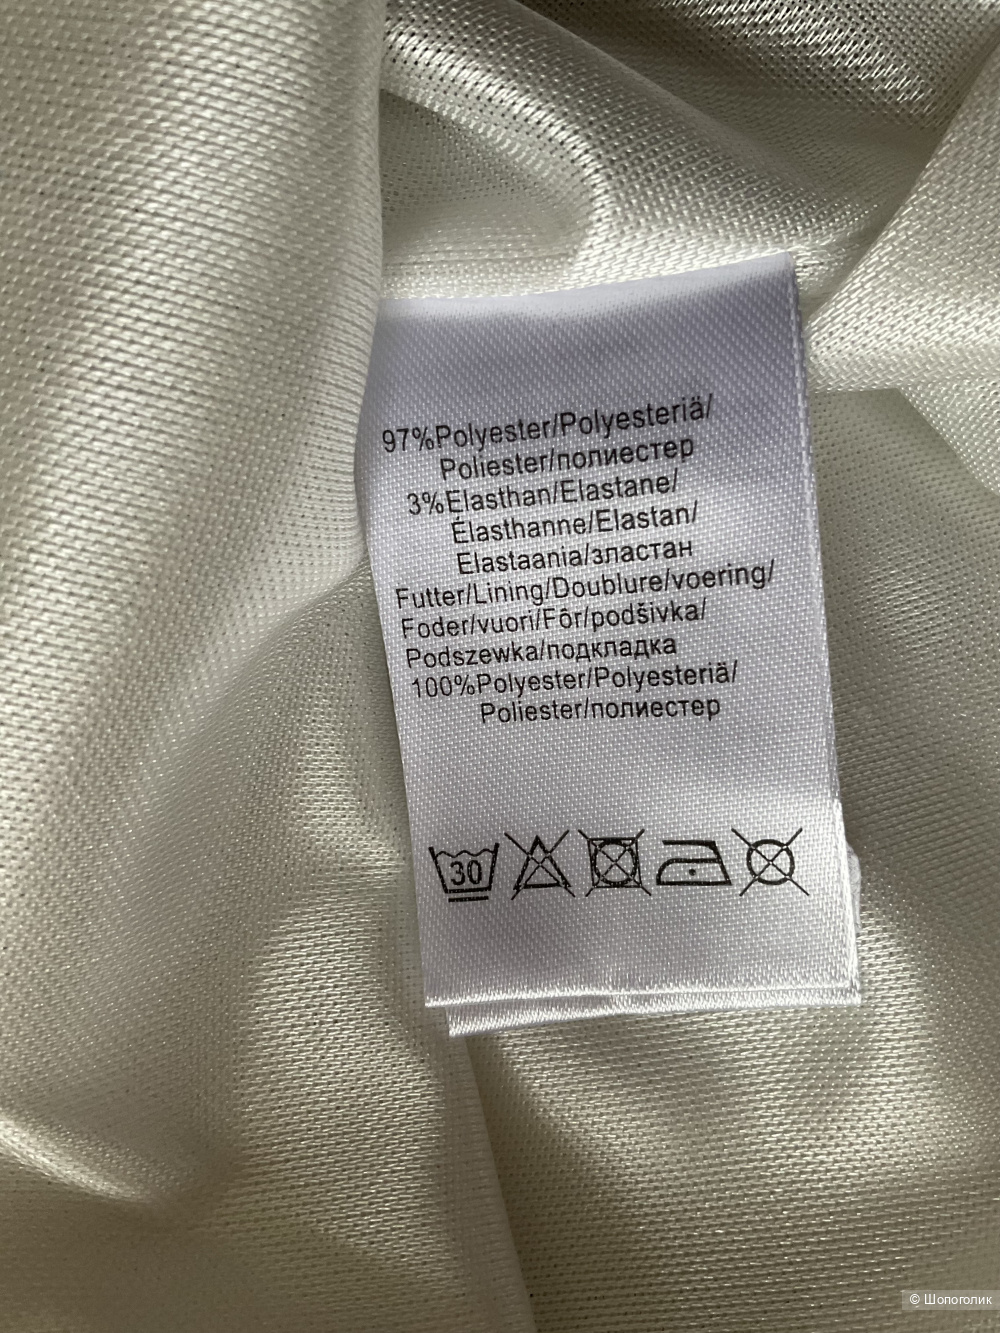 97%Polyester/Polyesteriä/
Poliester/полиестер
3%Elasthan/Elastane/
Élasthanne/Elastan/
Elastaania/зластан
Futter/Lining/Doublure/voering/
Foder/vuori/Fôr/podšivka/
Podszewka/подкладка
100%Polyester/Polyesteriä/
Poliester/полиестер
30
© Шопоголик